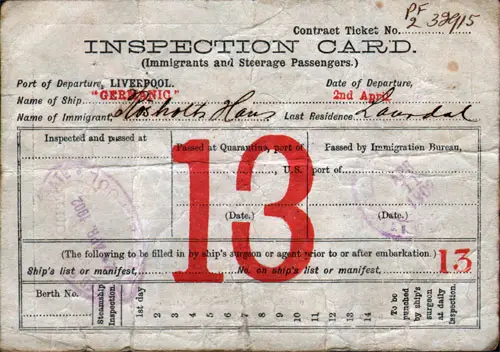 Contract Ticket No. PF 2 32915
INSPECTION CARD.
(Immigrants and Steerage Passengers.)
Port of Departure, LIVERPOOL. Date of Departure,
Name of Ship "GERMANIC" 2nd April
Name of Immigrant, Hans Last Residence,
Inspected and passed at
Passed at Quarantine, port of
, U.S.
(Date.)
Passed by Immigration Bureau,
port of
(Date.)
13
APR 1902
(The following to be filled in by ship's surgeon or agent prior to or after embarkation.)
Ship's list or manifest, No. on ship's list or manifest, 13
Berth No.
Steamship Inspection.
1st day
2 3 4 5 6 7 8 9 10 11 12 13 14
To be punched by ship's surgeon at daily Inspection.